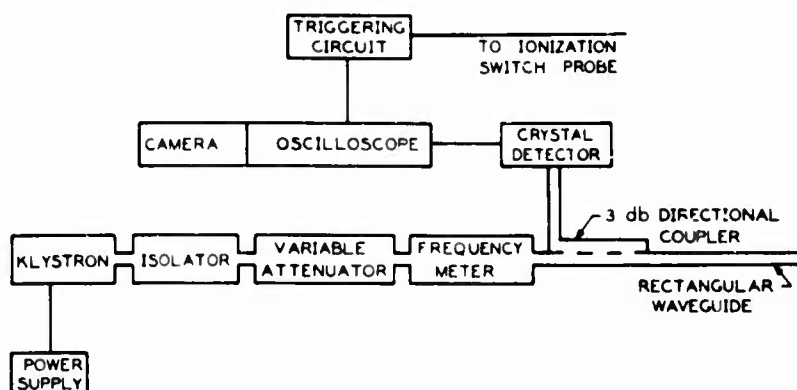 TRIGGERING
CIRCUIT
TO IONIZATION
SWITCH PROBE
CAMERA
OSCILLOSCOPE
CRYSTAL
DETECTOR
3 db DIRECTIONAL
COUPLER
KLYSTRON
ISOLATOR
VARIABLE
ATTENUATOR
FREQUENCY
METER
RECTANGULAR
WAVEGUIDE
POWER
SUPPLY